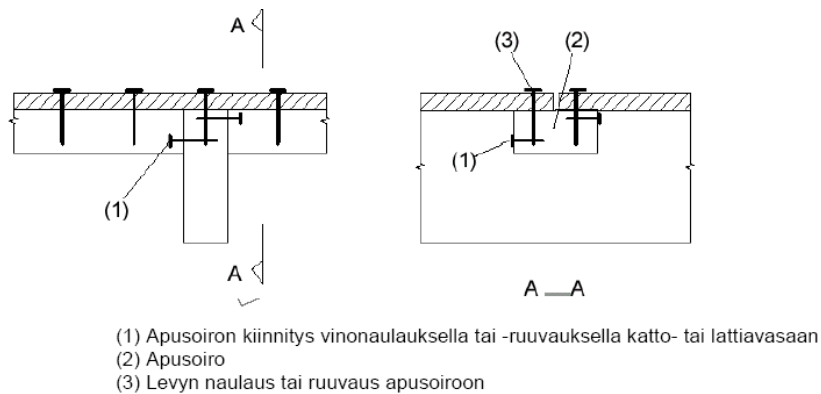 A
(3) (2)
(1)
(1)
A
A A
(1) Apusoiron kiinnitys vinonaulauksella tai -ruuvauksella katto- tai lattiavasaan
(2) Apusoiro
(3) Levyn naulaus tai ruuvaus apusoiroon